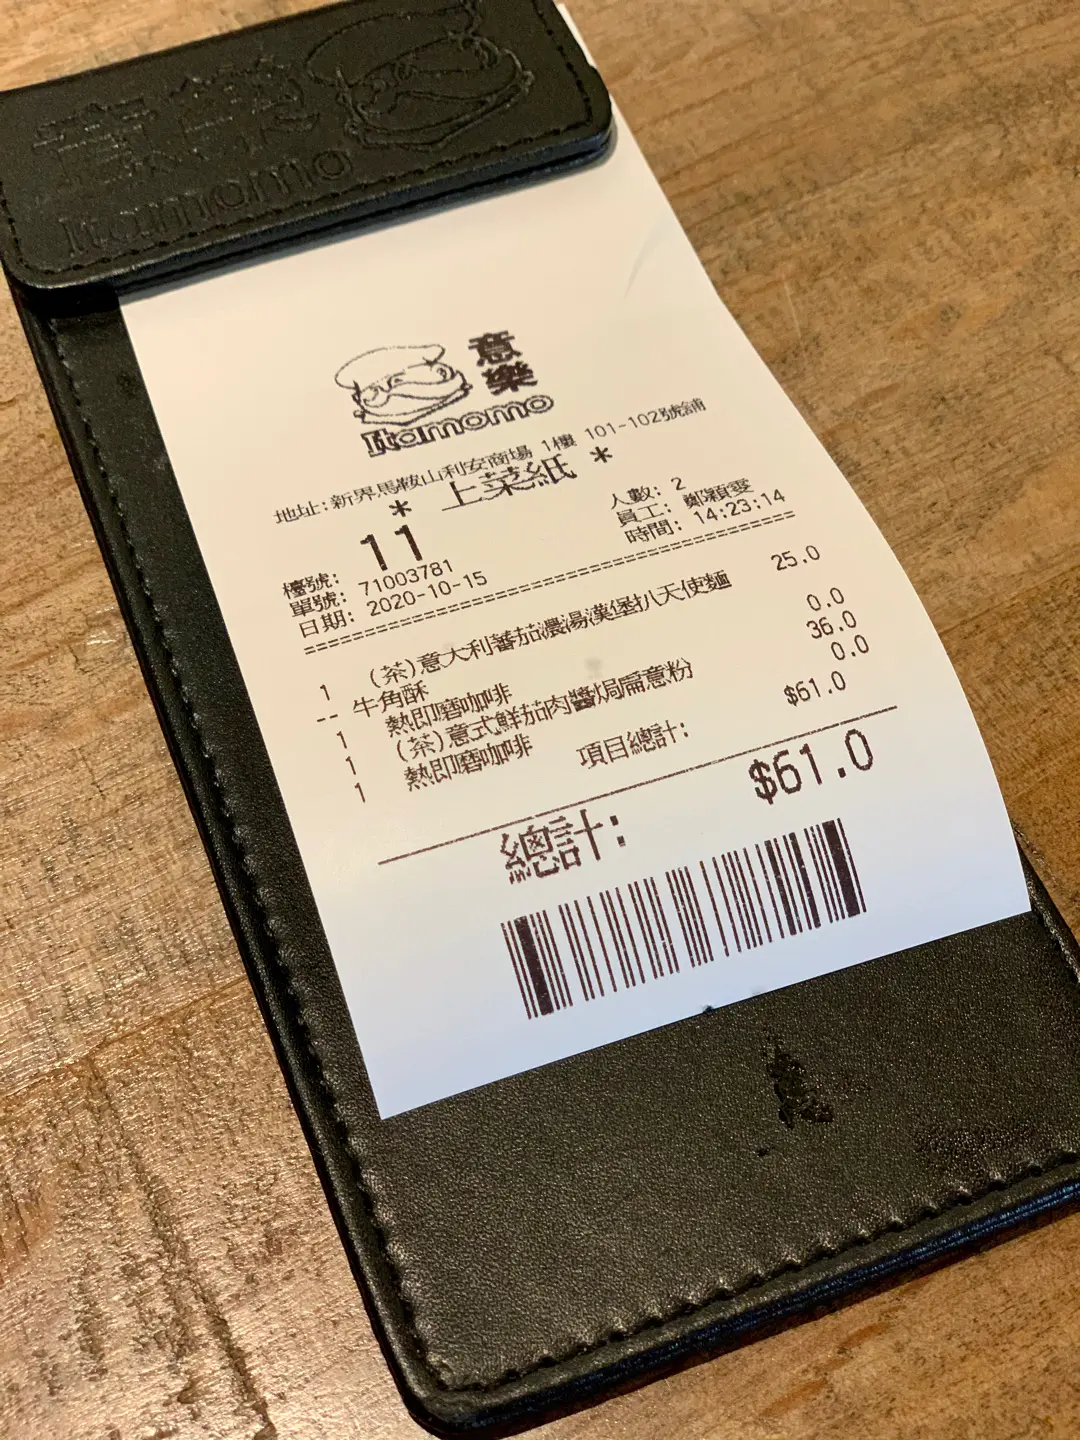 意樂
Itamomo
意樂
Itamomo
地址:新界馬鞍山利安商場 1樓 101-102號舖
* 上菜紙 *
檯號: 11
人數: 2
單號: 71003781
員工: 鄭穎雯
日期: 2020-10-15
時間: 14:23:14
1 (茶)意大利蕃茄濃湯漢堡扒天使麵 25.0
-- 牛角酥
1 熱即磨咖啡 0.0
1 (茶)意式鮮茄肉醬焗扁意粉 36.0
1 熱即磨咖啡 0.0
項目總計: $61.0
總計: $61.0